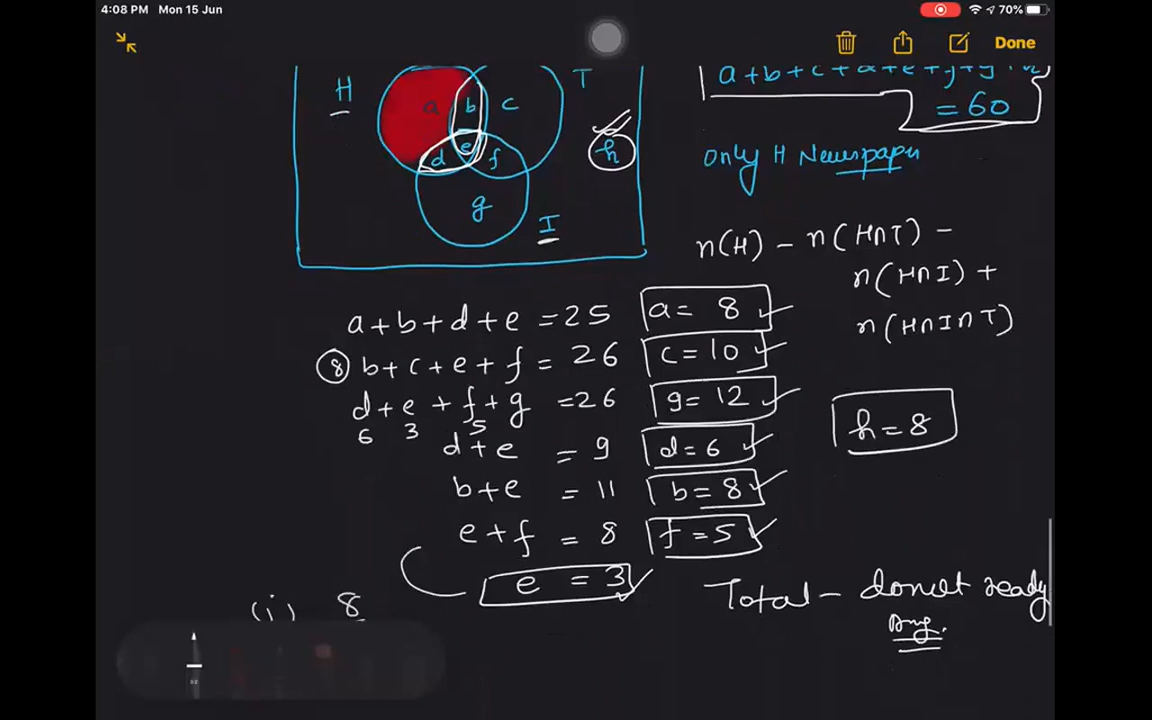 4:08 PM Mon 15 Jun
70%
Done
H
a
b
c
T
d
e
f
h
g
I
a+b+c+d+e+f+g+h
= 60
only H Newspaper
n(H) - n(H∩T) -
n(H∩I) +
n(H∩I∩T)
a+b+d+e = 25
a = 8
⑧ b+c+e+f = 26
c = 10
d+e+f+g = 26
6 3 5
g = 12
h = 8
d+e = 9
d = 6
b+e = 11
b = 8
e+f = 8
f = 5
e = 3
Total - donot ready
Any.
(i) 8